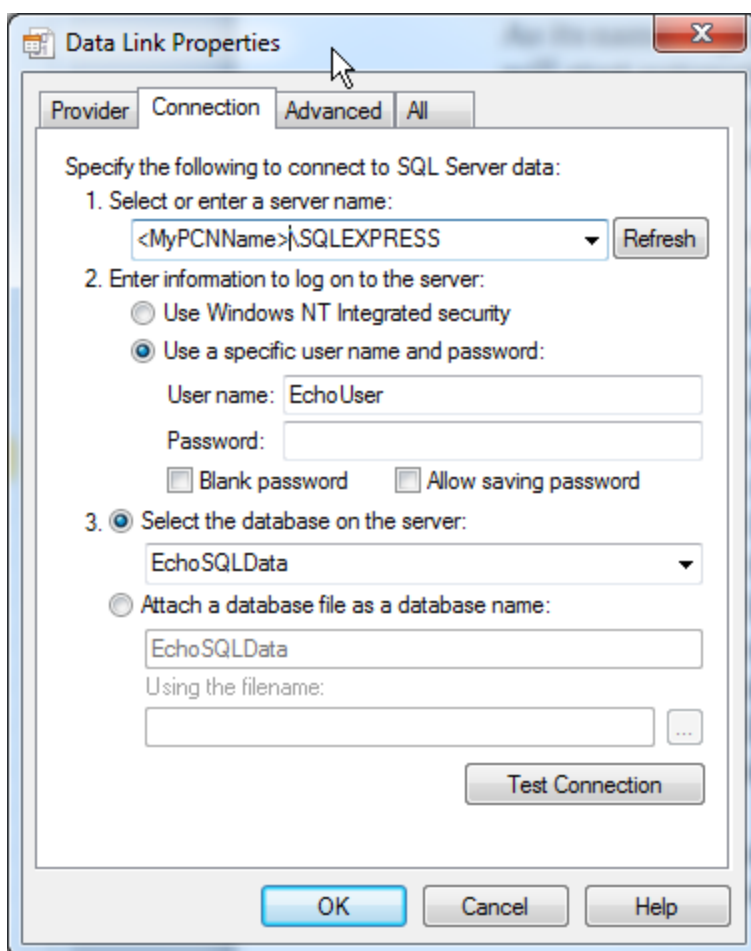 Data Link Properties
Provider Connection Advanced All
Specify the following to connect to SQL Server data:
1. Select or enter a server name:
<MyPCNName>\SQLEXPRESS Refresh
2. Enter information to log on to the server:
Use Windows NT Integrated security
Use a specific user name and password:
User name: EchoUser
Password:
Blank password Allow saving password
3. Select the database on the server:
EchoSQLData
Attach a database file as a database name:
EchoSQLData
Using the filename:
...
Test Connection
OK Cancel Help